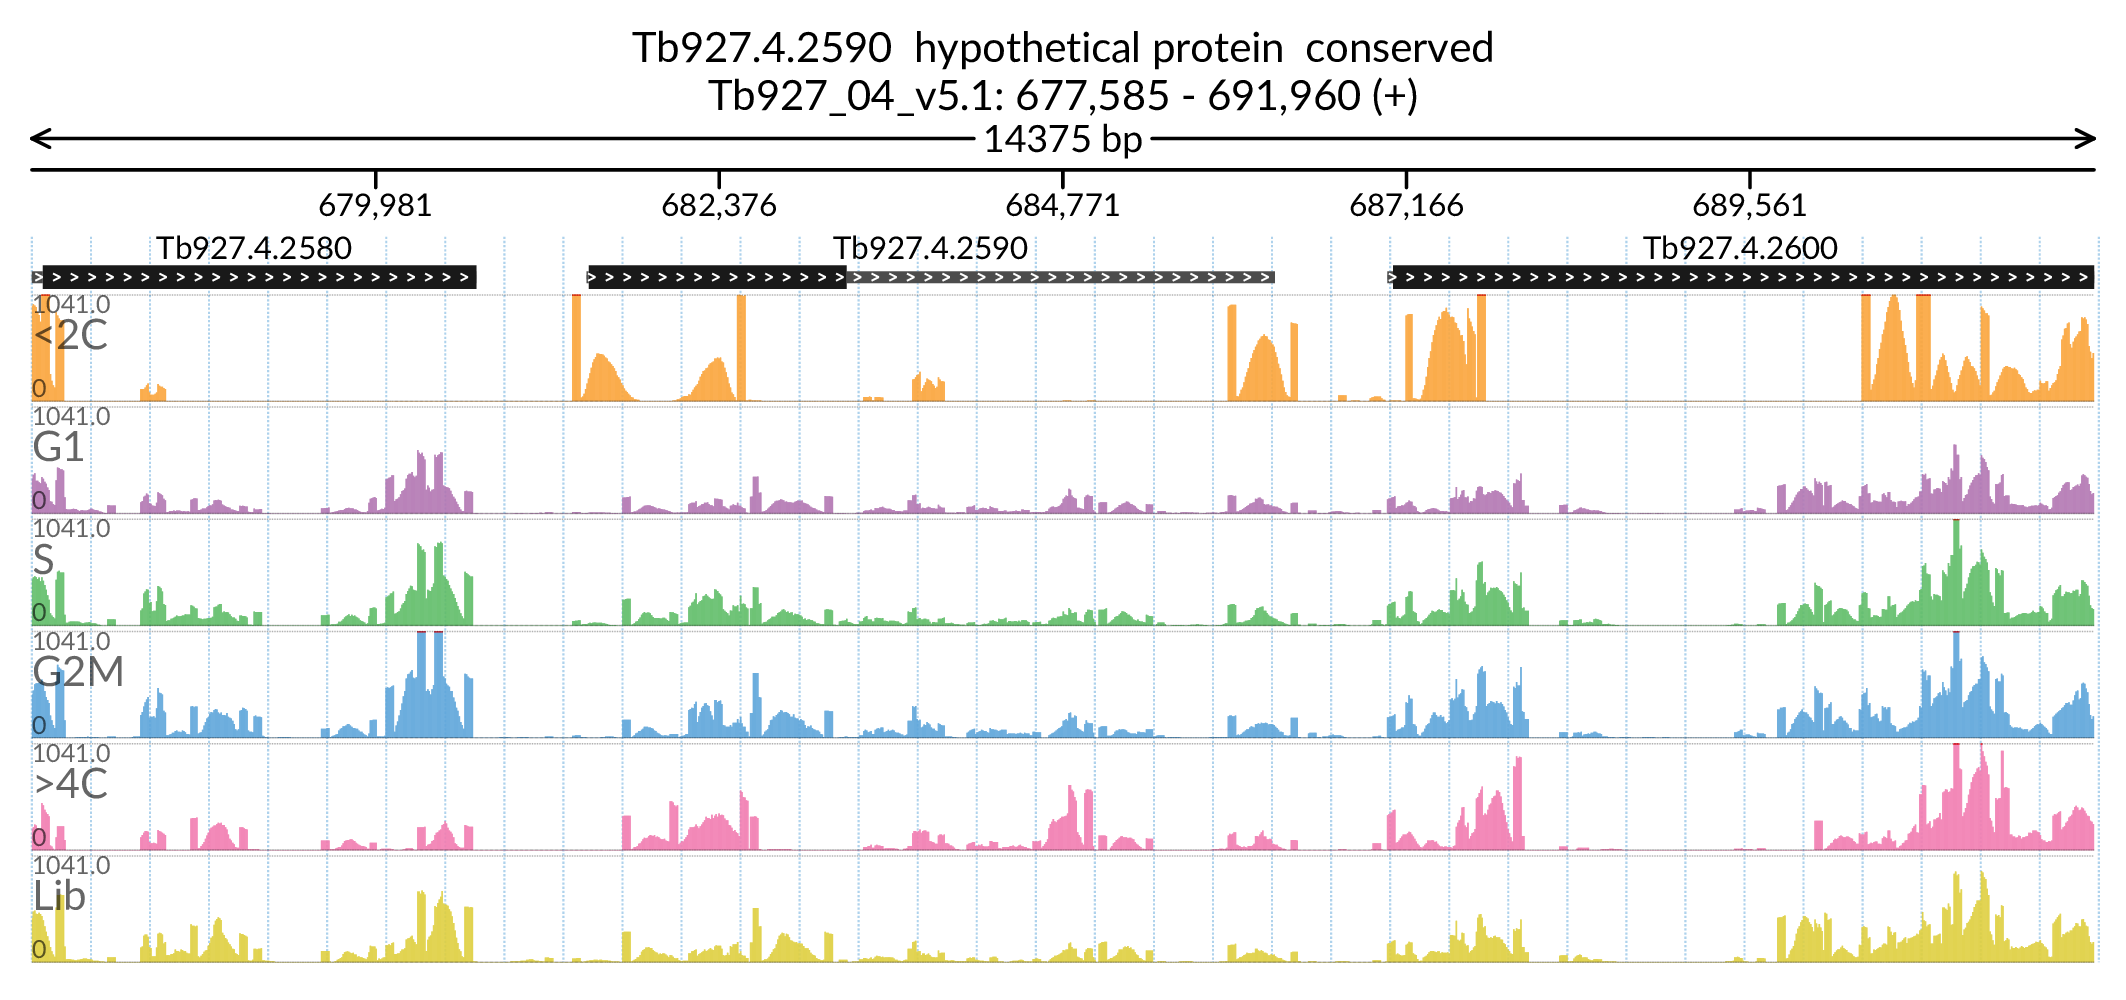 Tb927.4.2590  hypothetical protein  conserved
Tb927_04_v5.1: 677,585 - 691,960 (+)
14375 bp
679,981 682,376 684,771 687,166 689,561
Tb927.4.2580 Tb927.4.2590 Tb927.4.2600
1041.0
<2C
0
1041.0
G1
0
1041.0
S
0
1041.0
G2M
0
1041.0
>4C
0
1041.0
Lib
0